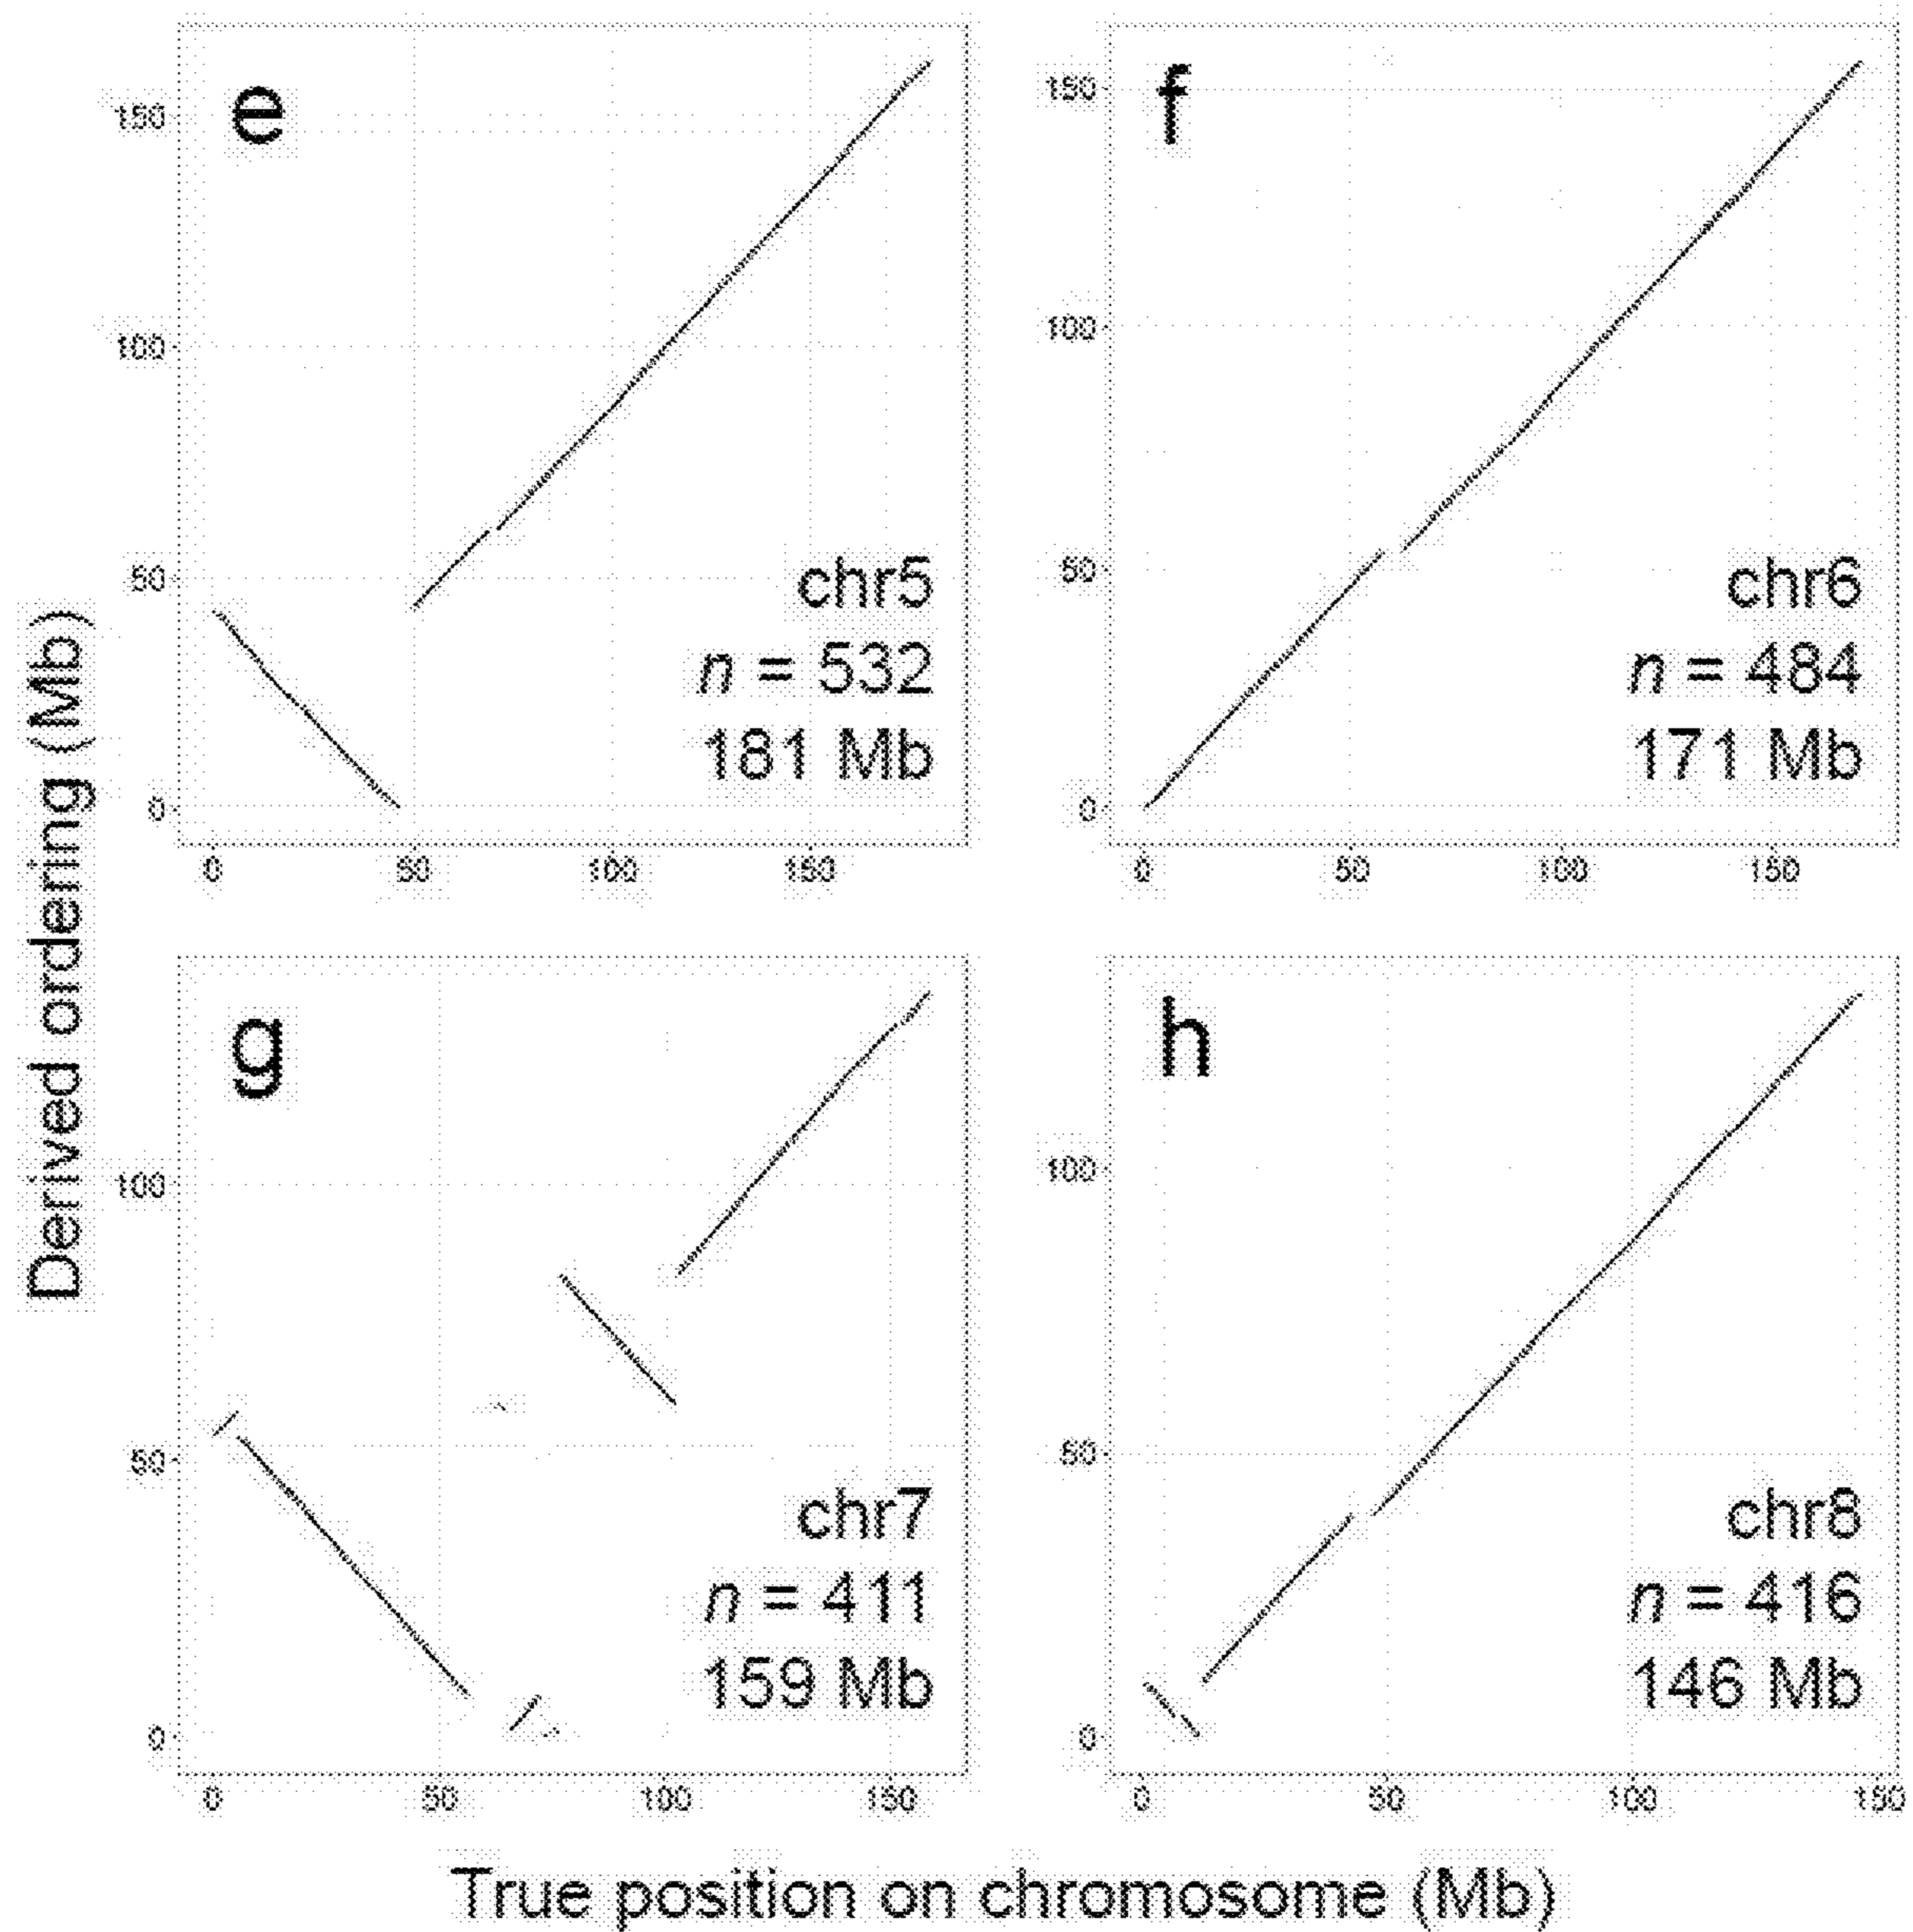 Derived ordering (Mb)
e
150
100
50
0
chr5
n = 532
181 Mb
0 50 100 150
f
150
100
50
0
chr6
n = 484
171 Mb
0 50 100 150
g
100
50
0
chr7
n = 411
159 Mb
0 50 100 150
h
100
50
0
chr8
n = 416
146 Mb
0 50 100 150
True position on chromosome (Mb)